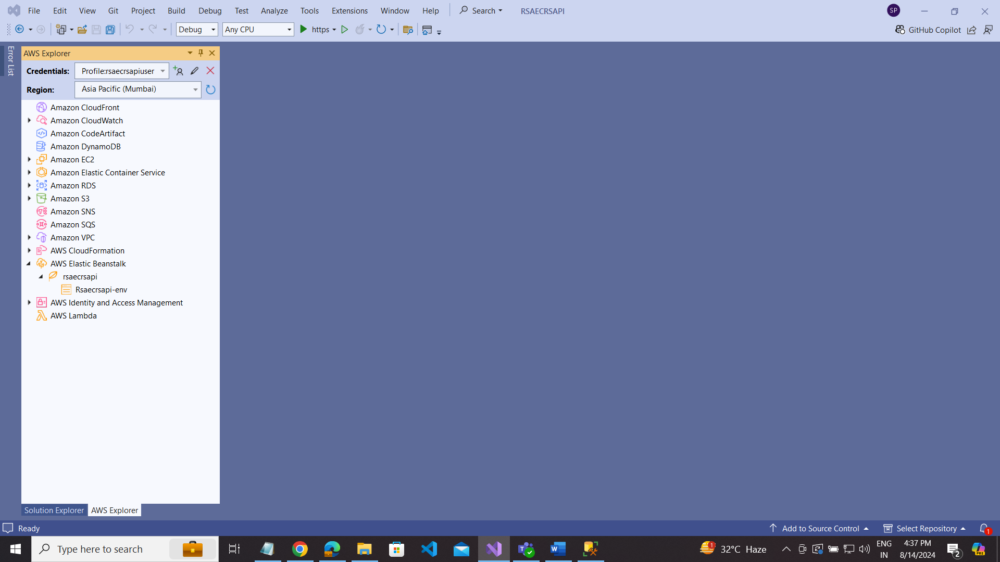 File Edit View Git Project Build Debug Test Analyze Tools Extensions Window Help Search RSAECRSAPI SP
Debug Any CPU https GitHub Copilot
Error List
AWS Explorer
Credentials: Profile:rsaecrsapiuser
Region: Asia Pacific (Mumbai)
Amazon CloudFront
Amazon CloudWatch
Amazon CodeArtifact
Amazon DynamoDB
Amazon EC2
Amazon Elastic Container Service
Amazon RDS
Amazon S3
Amazon SNS
Amazon SQS
Amazon VPC
AWS CloudFormation
AWS Elastic Beanstalk
rsaecrsapi
Rsaecrsapi-env
AWS Identity and Access Management
AWS Lambda
Solution Explorer AWS Explorer
Ready Add to Source Control Select Repository 1
Type here to search 1 32°C Haze ENG IN 4:37 PM 8/14/2024 2 PRE